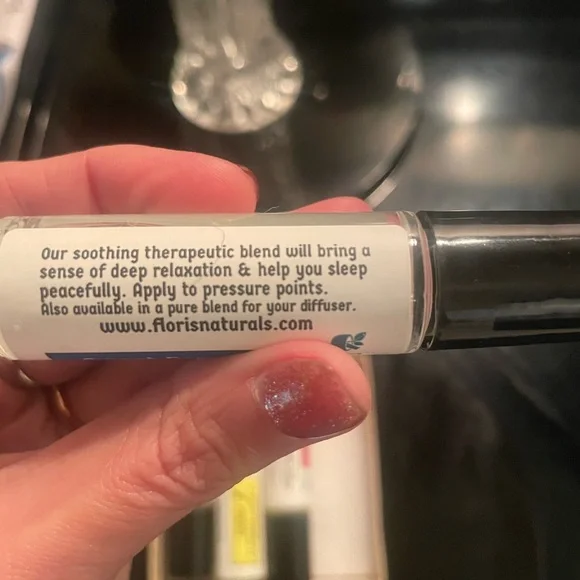 Our soothing therapeutic blend will bring a
sense of deep relaxation & help you sleep
peacefully. Apply to pressure points.
Also available in a pure blend for your diffuser.
www.florisnaturals.com